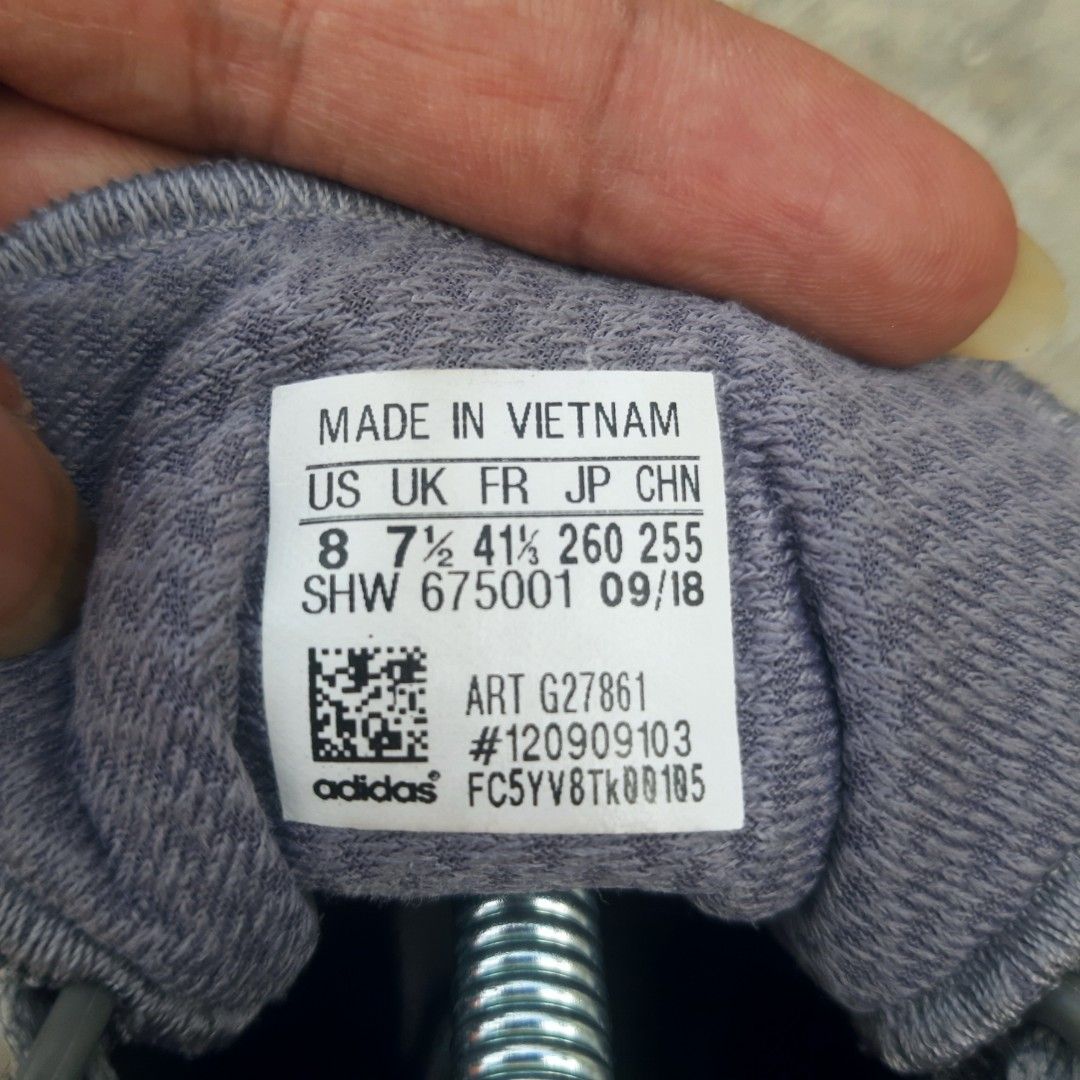 MADE IN VIETNAM
US UK FR JP CHN
8 7½ 41⅓ 260 255
SHW 675001 09/18
ART G27861
#120909103
adidas® FC5YV8Tk00105